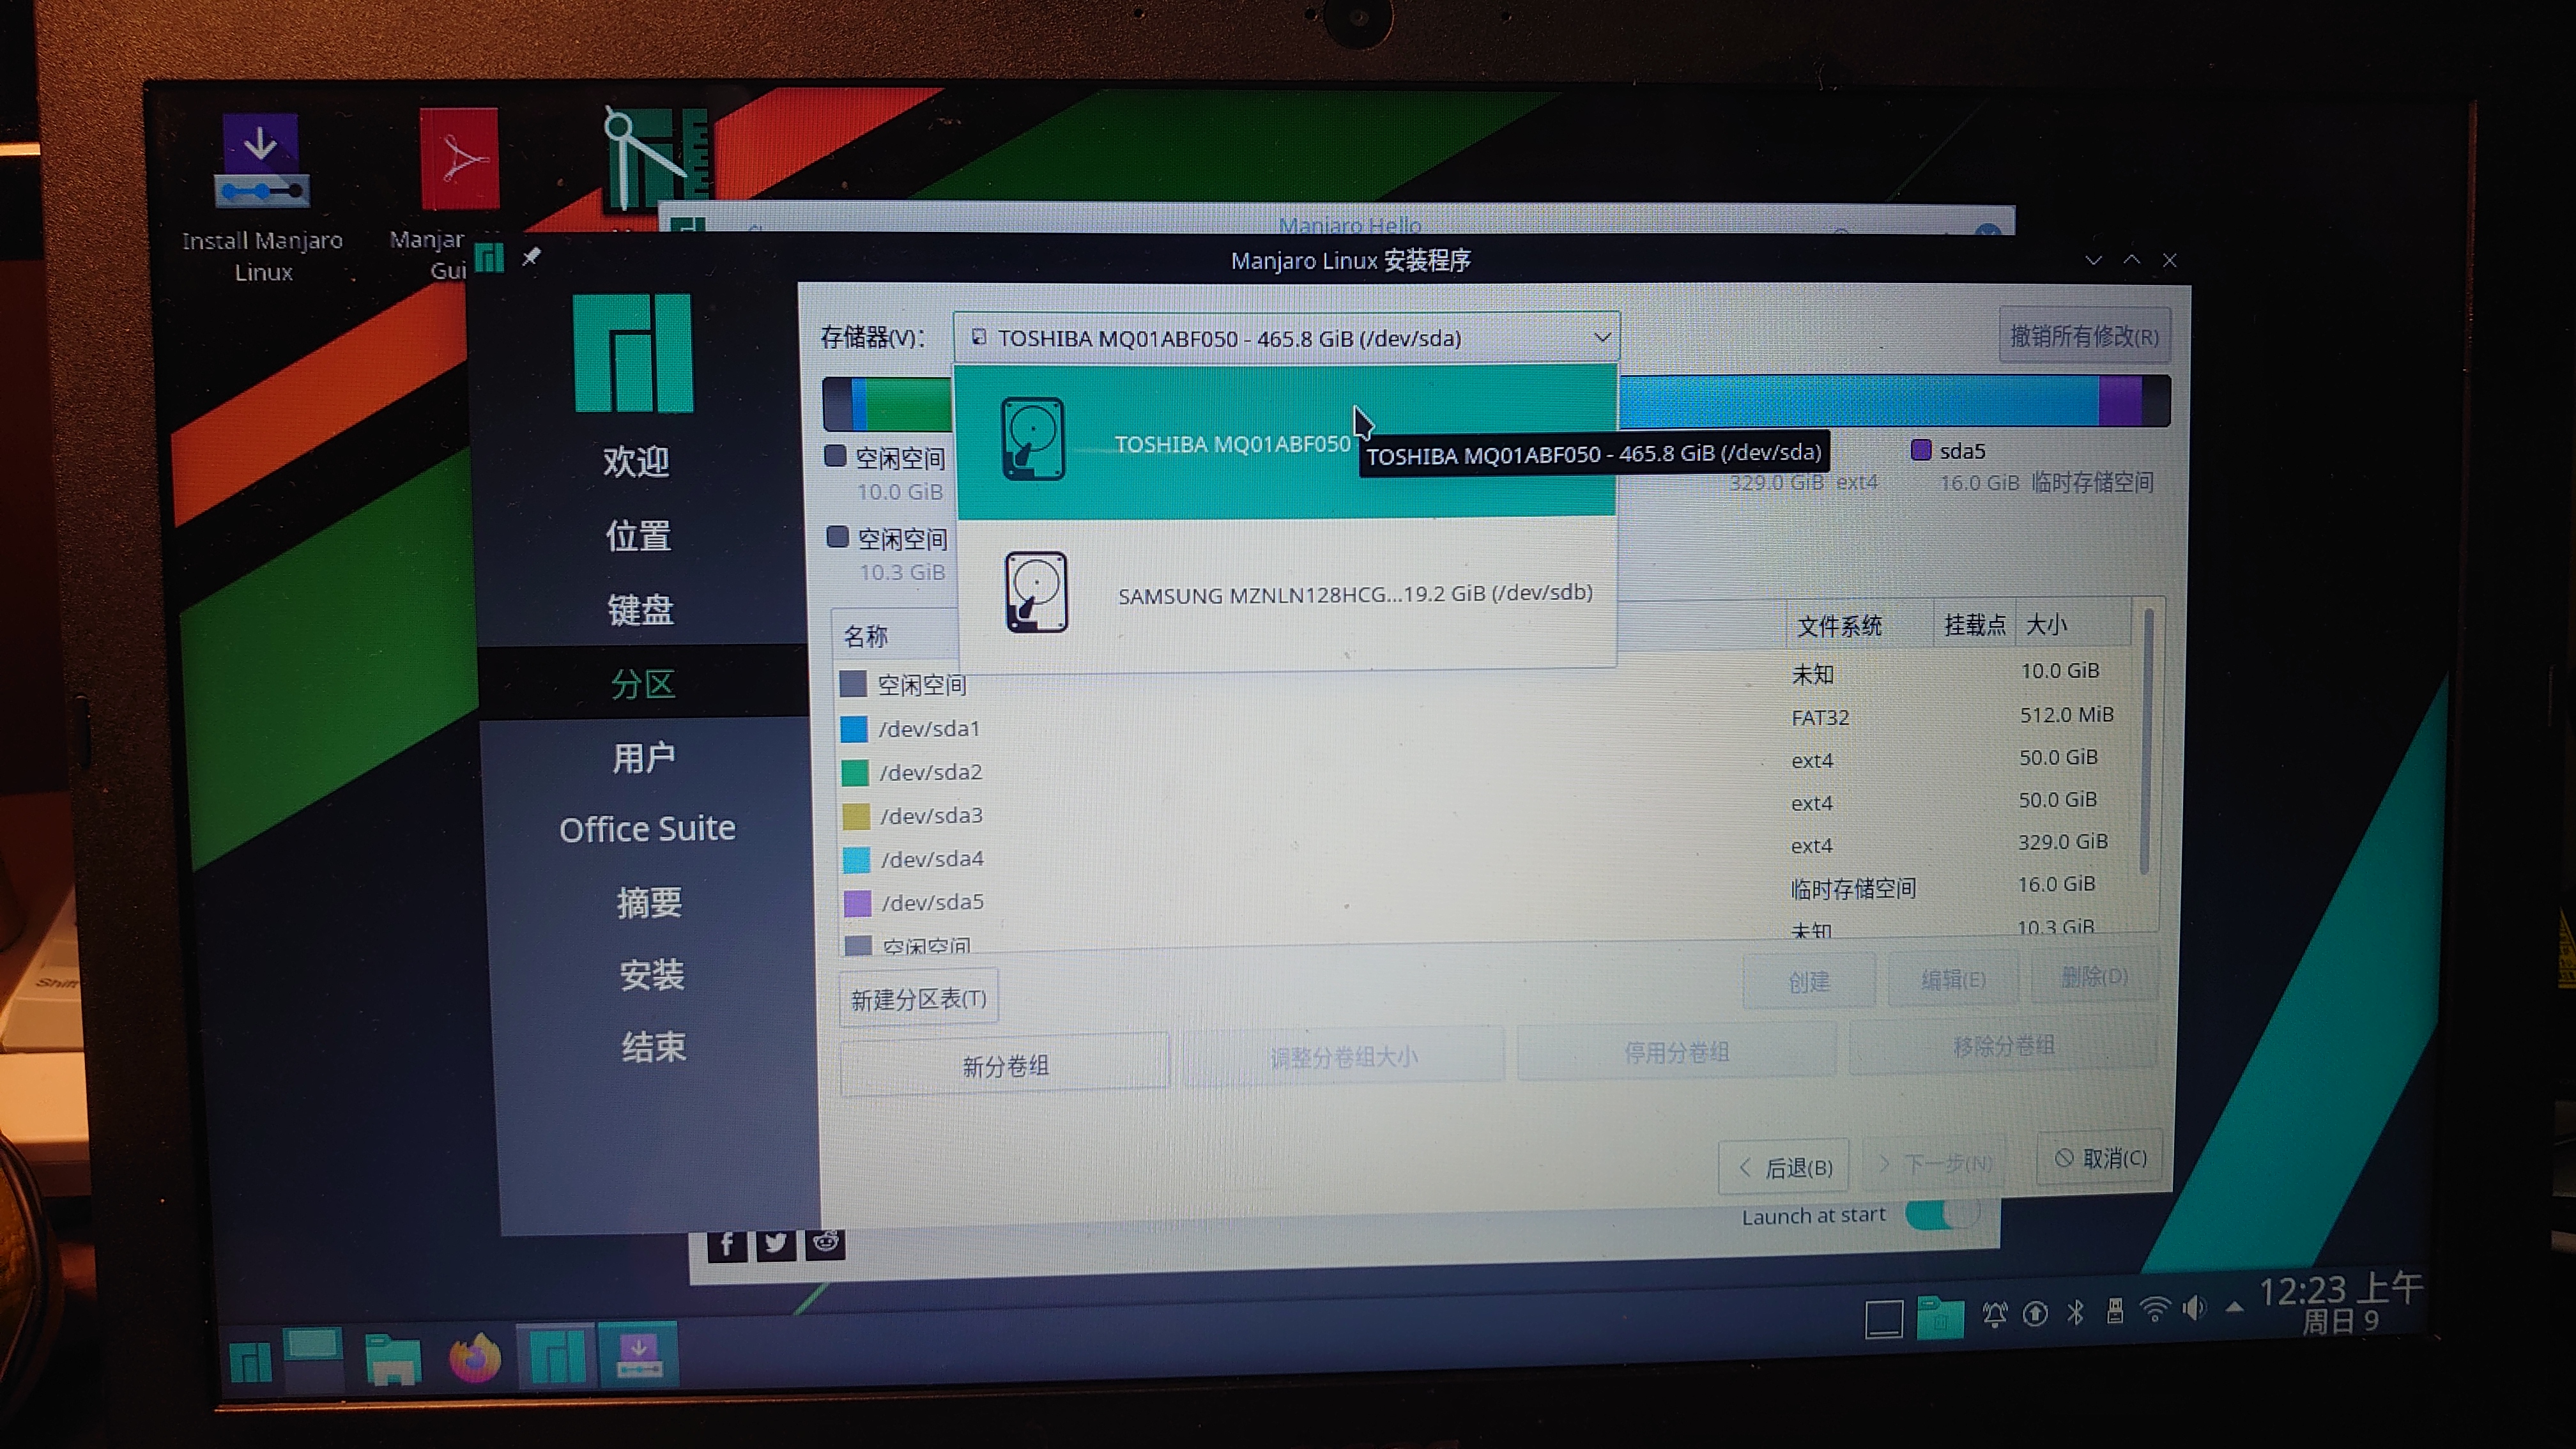 Install Manjaro
Linux
Manjar
Gui
Manjaro Hello
Manjaro Linux 安装程序
存储器(V):
TOSHIBA MQ01ABF050 - 465.8 GiB (/dev/sda)
撤销所有修改(R)
TOSHIBA MQ01ABF050
TOSHIBA MQ01ABF050 - 465.8 GiB (/dev/sda)
SAMSUNG MZNLN128HCG...19.2 GiB (/dev/sdb)
空闲空间
10.0 GiB
329.0 GiB ext4
sda5
16.0 GiB 临时存储空间
空闲空间
10.3 GiB
欢迎
位置
键盘
分区
用户
Office Suite
摘要
安装
结束
名称 文件系统 挂载点 大小
空闲空间 未知 10.0 GiB
/dev/sda1 FAT32 512.0 MiB
/dev/sda2 ext4 50.0 GiB
/dev/sda3 ext4 50.0 GiB
/dev/sda4 ext4 329.0 GiB
/dev/sda5 临时存储空间 16.0 GiB
空闲空间 未知 10.3 GiB
新建分区表(T) 创建 编辑(E) 删除(D)
新分卷组 调整分卷组大小 停用分卷组 移除分卷组
后退(B) 下一步(N) 取消(C)
Launch at start
12:23 上午
周日 9
Shift